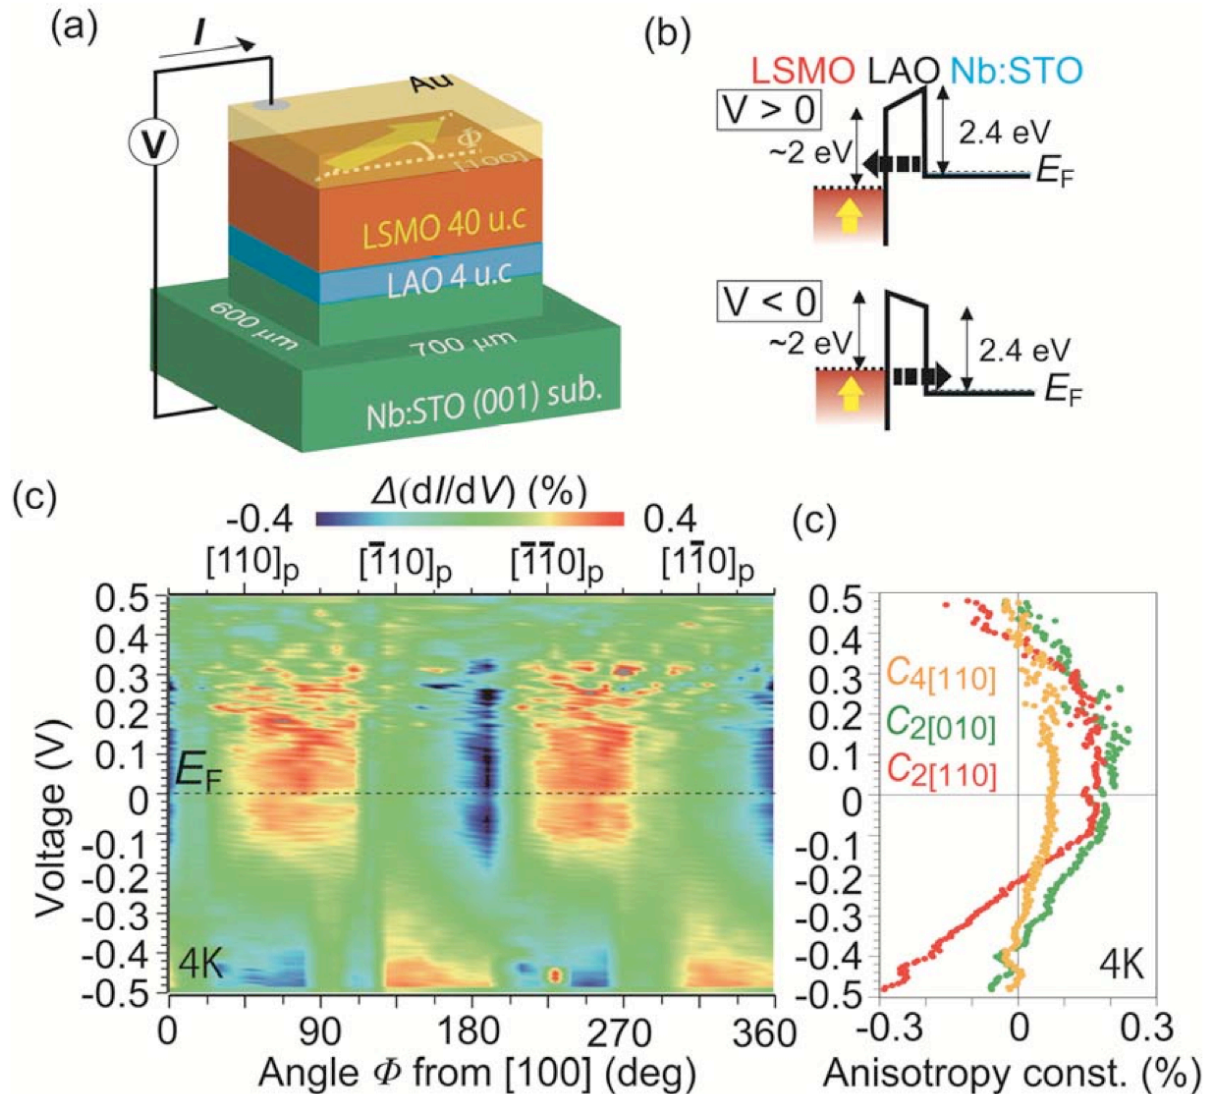 (a)
I
Au
V
Φ
[100]
LSMO 40 u.c
LAO 4 u.c
600 μm
700 μm
Nb:STO (001) sub.
(b)
LSMO LAO Nb:STO
V > 0
2.4 eV
~2 eV
E_F
V < 0
~2 eV
2.4 eV
E_F
(c)
Δ(dI/dV) (%)
-0.4
0.4
[110]p [1̄10]p [1̄1̄0]p [11̄0]p
0.5
0.4
0.3
0.2
0.1
E_F
0
-0.1
-0.2
-0.3
-0.4
-0.5
Voltage (V)
4K
0 90 180 270 360
Angle Φ from [100] (deg)
(c)
0.5
0.4
0.3
0.2
0.1
0
-0.1
-0.2
-0.3
-0.4
-0.5
C4[110]
C2[010]
C2[110]
4K
-0.3 0 0.3
Anisotropy const. (%)